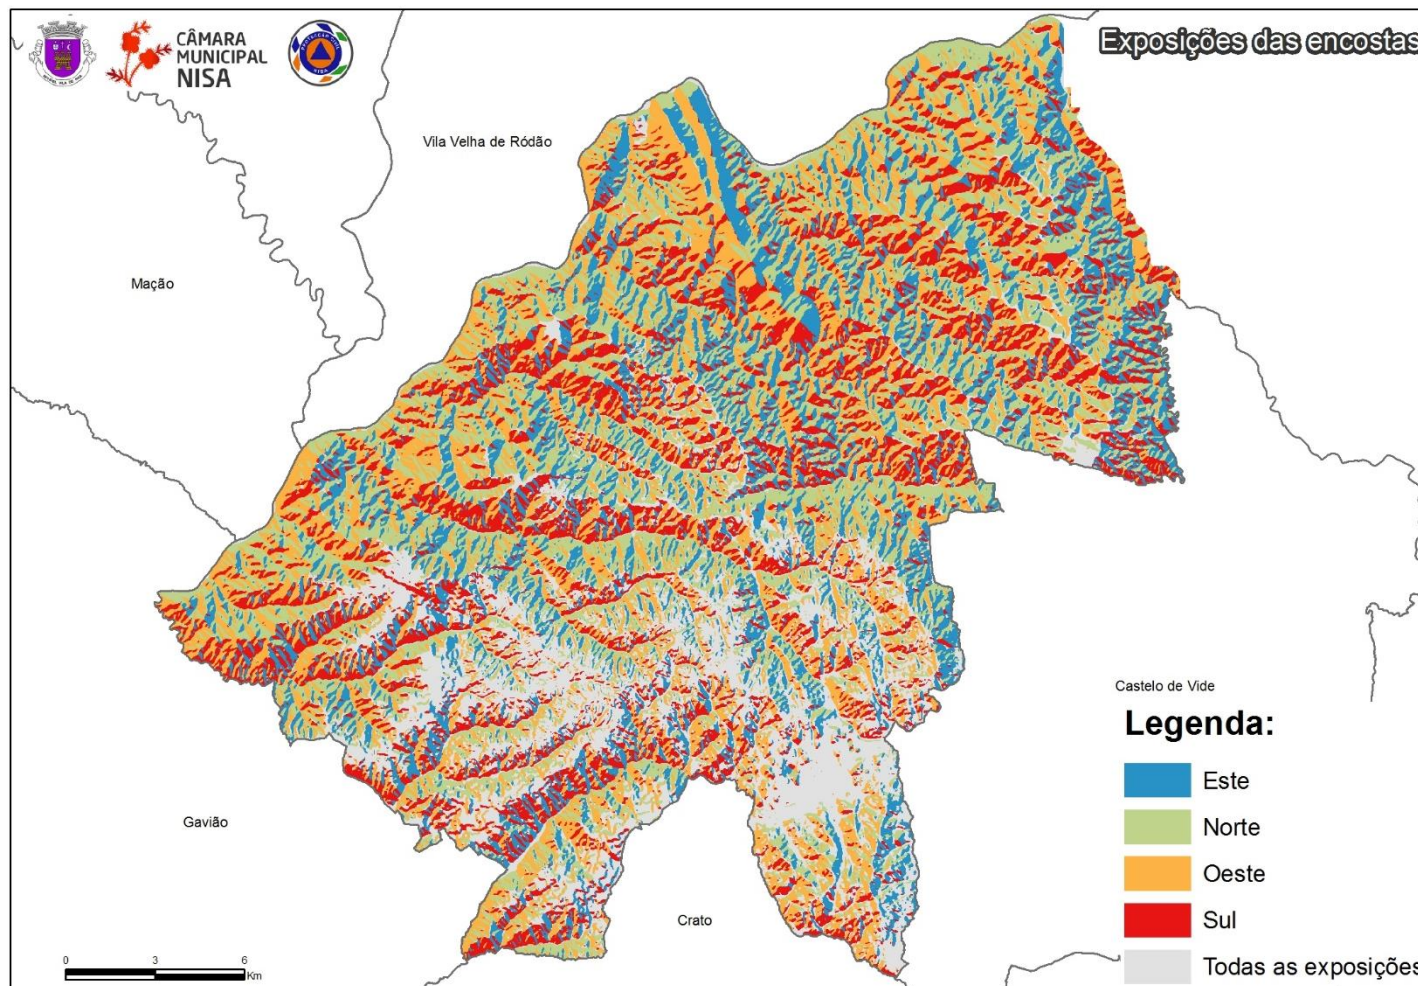 CÂMARA
MUNICIPAL
NISA
Exposições das encostas
Vila Velha de Ródão
Mação
Castelo de Vide
Legenda:
Este
Norte
Oeste
Sul
Todas as exposições
Gavião
Crato
0 3 6
Km